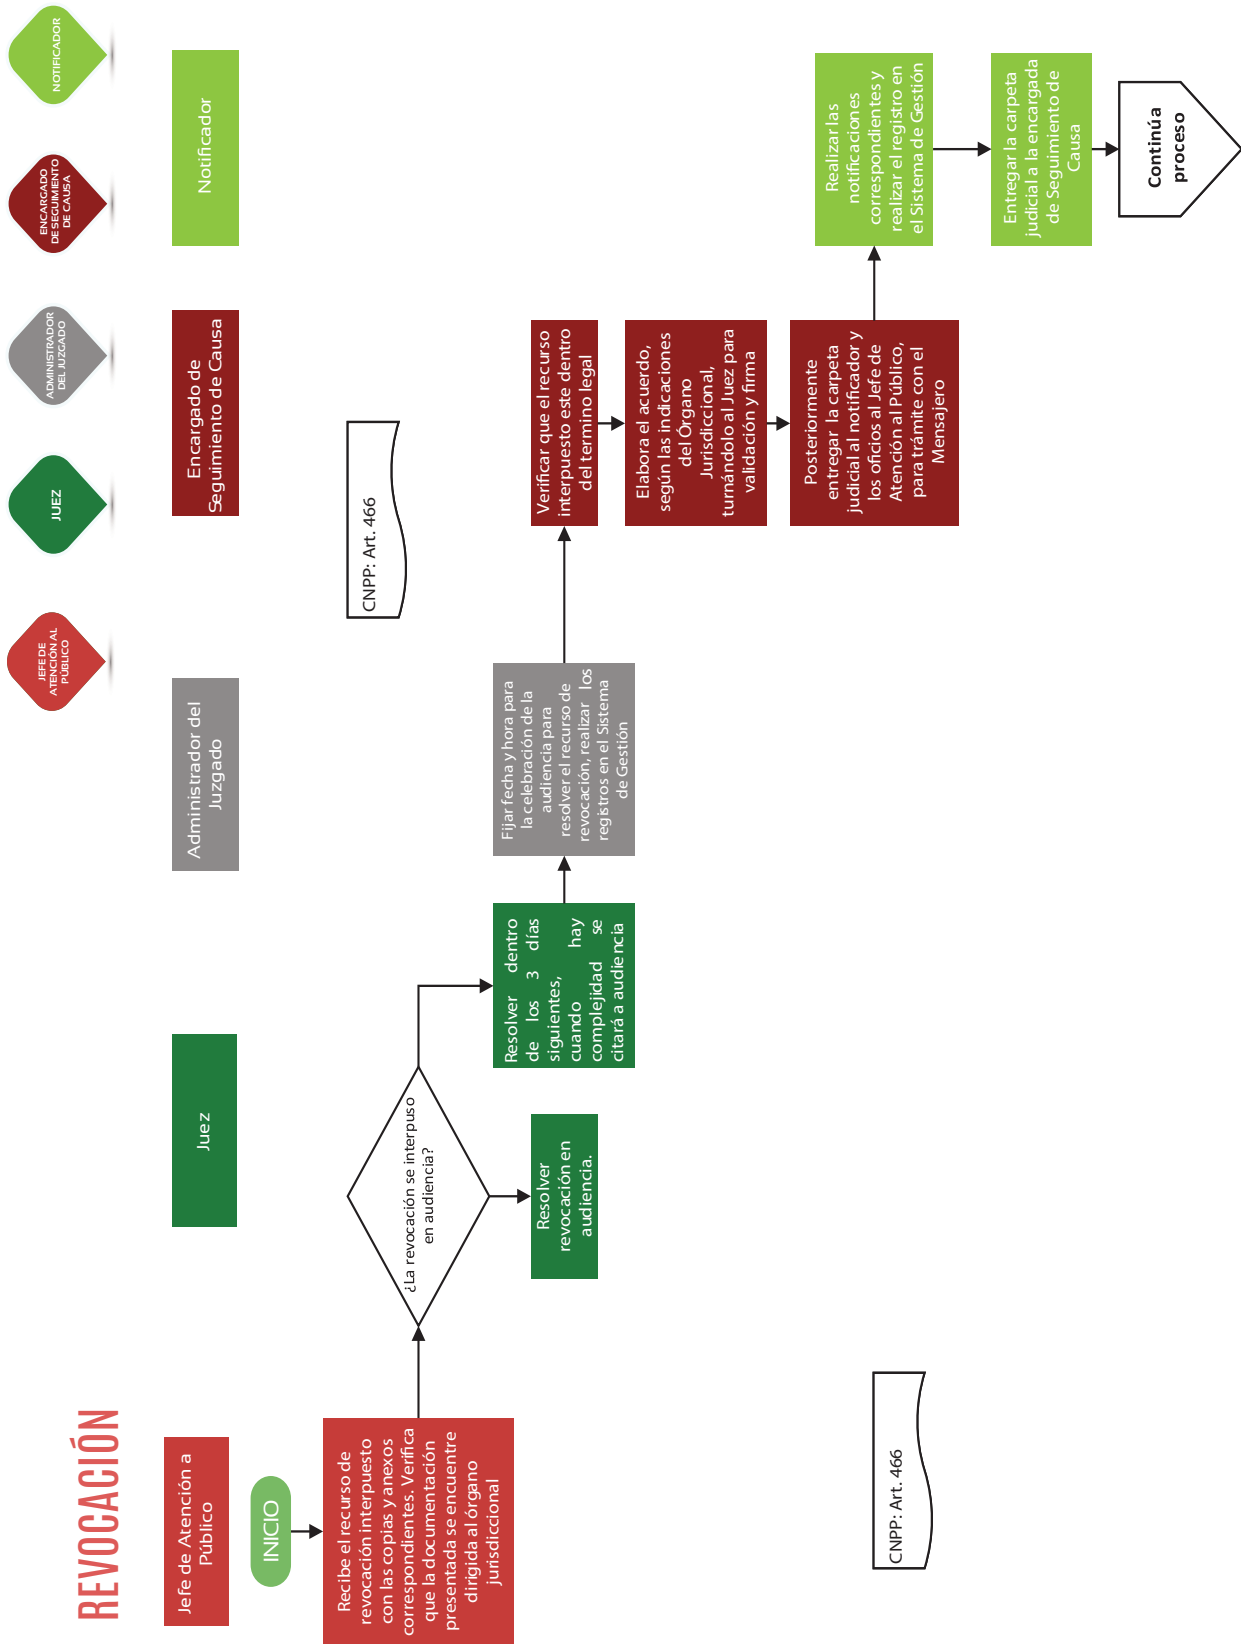 REVOCACIÓN
JEFE DE
ATENCIÓN AL
PÚBLICO
JUEZ
ADMINISTRADOR
DEL JUZGADO
ENCARGADO
DE SEGUIMIENTO
DE CAUSA
NOTIFICADOR
Jefe de Atención a
Público
Juez
Administrador del
Juzgado
Encargado de
Seguimiento de Causa
Notificador
INICIO
Recibe el recurso de
revocación interpuesto
con las copias y anexos
correspondientes. Verifica
que la documentación
presentada se encuentre
dirigida al órgano
jurisdiccional
¿La revocación se interpuso
en audiencia?
Resolver
revocación en
audiencia.
Resolver dentro
de los 3 días
siguientes,
cuando hay
complejidad se
citará a audiencia
Fijar fecha y hora para
la celebración de la
audiencia para
resolver el recurso de
revocación, realizar los
registros en el Sistema
de Gestión
CNPP: Art. 466
Verificar que el recurso
interpuesto este dentro
del termino legal
Elabora el acuerdo,
según las indicaciones
del Órgano
Jurisdiccional,
turnándolo al Juez para
validación y firma
Posteriormente
entregar la carpeta
judicial al notificador y
los oficios al Jefe de
Atención al Público,
para trámite con el
Mensajero
Realizar las
notificaciones
correspondientes y
realizar el registro en
el Sistema de Gestión
Entregar la carpeta
judicial a la encargada
de Seguimiento de
Causa
Continúa
proceso
CNPP: Art. 466